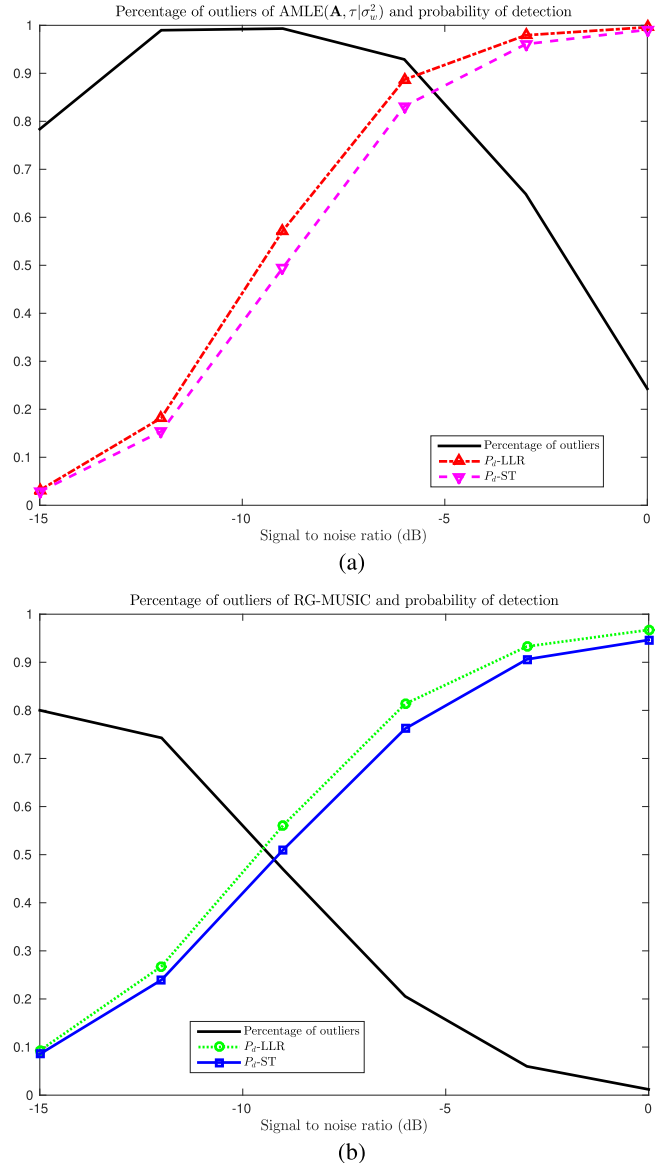 Percentage of outliers of AMLE(A, τ|σ_w^2) and probability of detection
1
0.9
0.8
0.7
0.6
0.5
0.4
0.3
0.2
0.1
0
-15
-10
-5
0
Percentage of outliers
P_d-LLR
P_d-ST
Signal to noise ratio (dB)
(a)
Percentage of outliers of RG-MUSIC and probability of detection
1
0.9
0.8
0.7
0.6
0.5
0.4
0.3
0.2
0.1
0
-15
-10
-5
0
Percentage of outliers
P_d-LLR
P_d-ST
Signal to noise ratio (dB)
(b)